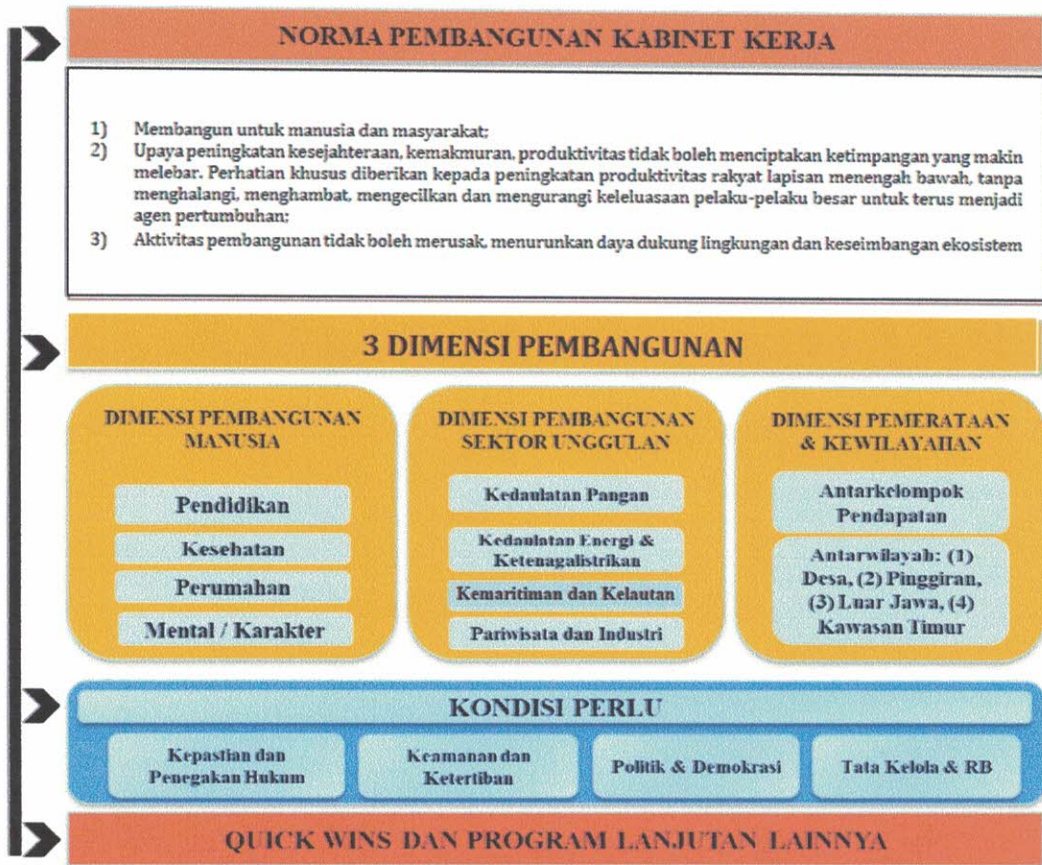 NORMA PEMBANGUNAN KABINET KERJA
1) Membangun untuk manusia dan masyarakat;
2) Upaya peningkatan kesejahteraan, kemakmuran, produktivitas tidak boleh menciptakan ketimpangan yang makin
melebar. Perhatian khusus diberikan kepada peningkatan produktivitas rakyat lapisan menengah bawah, tanpa
menghalangi, menghambat, mengecilkan dan mengurangi keleluasaan pelaku-pelaku besar untuk terus menjadi
agen pertumbuhan;
3) Aktivitas pembangunan tidak boleh merusak, menurunkan daya dukung lingkungan dan keseimbangan ekosistem
3 DIMENSI PEMBANGUNAN
DIMENSI PEMBANGUNAN
MANUSIA
Pendidikan
Kesehatan
Perumahan
Mental / Karakter
DIMENSI PEMBANGUNAN
SEKTOR UNGGULAN
Kedaulatan Pangan
Kedaulatan Energi &
Ketenagalistrikan
Kemaritiman dan Kelautan
Pariwisata dan Industri
DIMENSI PEMERATAAN
& KEWILAYAHAN
Antarkelompok
Pendapatan
Antarwilayah: (1)
Desa, (2) Pinggiran,
(3) Luar Jawa, (4)
Kawasan Timur
KONDISI PERLU
Kepastian dan
Penegakan Hukum
Keamanan dan
Ketertiban
Politik & Demokrasi
Tata Kelola & RB
QUICK WINS DAN PROGRAM LANJUTAN LAINNYA